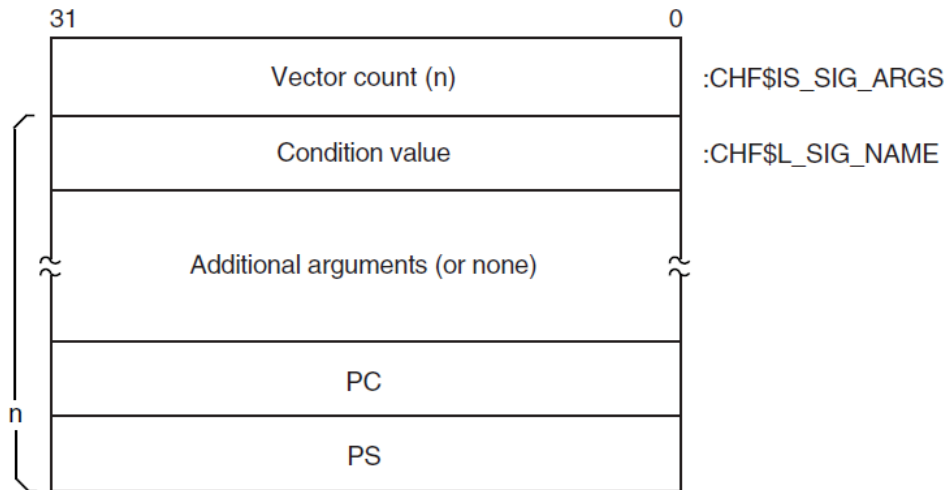 31 0
Vector count (n) :CHF$IS_SIG_ARGS
Condition value :CHF$L_SIG_NAME
Additional arguments (or none)
PC
n
PS